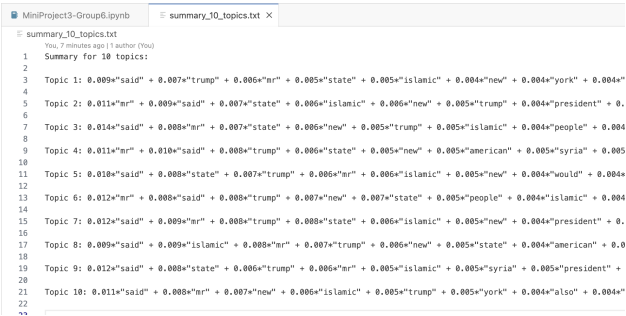 MiniProject3-Group6.ipynb
summary_10_topics.txt
summary_10_topics.txt
You, 7 minutes ago | 1 author (You)
1 Summary for 10 topics:
2
3 Topic 1: 0.009*"said" + 0.007*"trump" + 0.006*"mr" + 0.005*"state" + 0.005*"islamic" + 0.004*"new" + 0.004*"york" + 0.004*"
4
5 Topic 2: 0.011*"mr" + 0.009*"said" + 0.007*"state" + 0.006*"islamic" + 0.006*"new" + 0.005*"trump" + 0.004*"president" + 0.
6
7 Topic 3: 0.014*"said" + 0.008*"mr" + 0.007*"state" + 0.006*"new" + 0.005*"trump" + 0.005*"islamic" + 0.004*"people" + 0.004
8
9 Topic 4: 0.011*"mr" + 0.010*"said" + 0.008*"trump" + 0.006*"state" + 0.005*"new" + 0.005*"american" + 0.005*"syria" + 0.005
10
11 Topic 5: 0.010*"said" + 0.008*"state" + 0.007*"trump" + 0.006*"mr" + 0.006*"islamic" + 0.005*"new" + 0.004*"would" + 0.004*
12
13 Topic 6: 0.012*"mr" + 0.008*"said" + 0.008*"trump" + 0.007*"new" + 0.007*"state" + 0.005*"people" + 0.004*"islamic" + 0.004
14
15 Topic 7: 0.012*"said" + 0.009*"mr" + 0.008*"trump" + 0.008*"state" + 0.006*"islamic" + 0.005*"new" + 0.004*"president" + 0.
16
17 Topic 8: 0.009*"said" + 0.009*"islamic" + 0.008*"mr" + 0.007*"trump" + 0.006*"new" + 0.005*"state" + 0.004*"american" + 0.0
18
19 Topic 9: 0.012*"said" + 0.008*"state" + 0.006*"trump" + 0.006*"mr" + 0.005*"islamic" + 0.005*"syria" + 0.005*"president" +
20
21 Topic 10: 0.011*"said" + 0.008*"mr" + 0.007*"new" + 0.006*"islamic" + 0.005*"trump" + 0.005*"york" + 0.004*"also" + 0.004*"
22
23